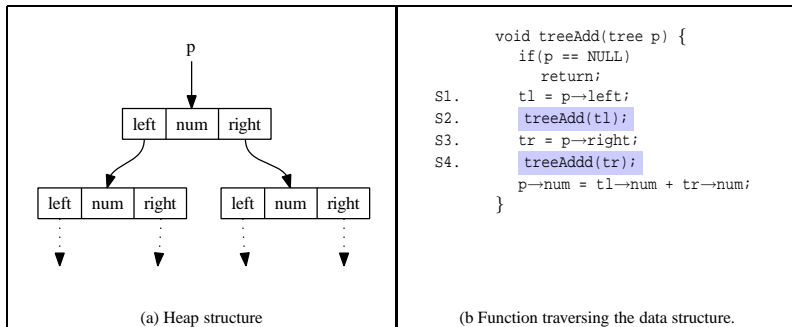 p
left num right
left num right
left num right
(a) Heap structure
void treeAdd(tree p) {
if(p == NULL)
return;
S1. tl = p→left;
S2. treeAdd(tl);
S3. tr = p→right;
S4. treeAddd(tr);
p→num = tl→num + tr→num;
}
(b Function traversing the data structure.